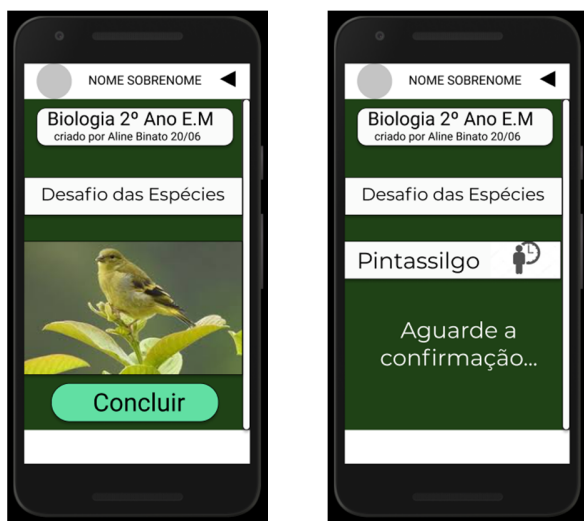 NOME SOBRENOME
Biologia 2º Ano E.M
criado por Aline Binato 20/06
Desafio das Espécies
Concluir
NOME SOBRENOME
Biologia 2º Ano E.M
criado por Aline Binato 20/06
Desafio das Espécies
Pintassilgo
Aguarde a
confirmação...